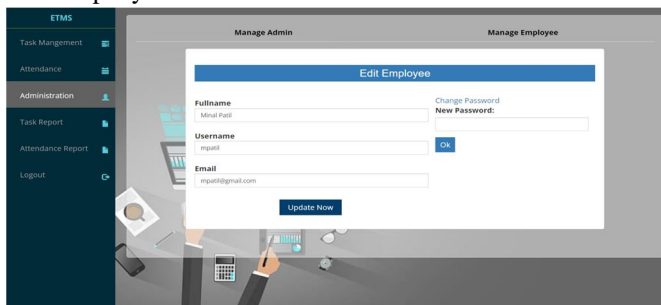 ETMS
Task Mangement
Attendance
Administration
Task Report
Attendance Report
Logout
Manage Admin
Manage Employee
Edit Employee
Fullname
Minal Patil
Username
mpatil
Email
mpatil@gmail.com
Update Now
Change Password
New Password:
Ok